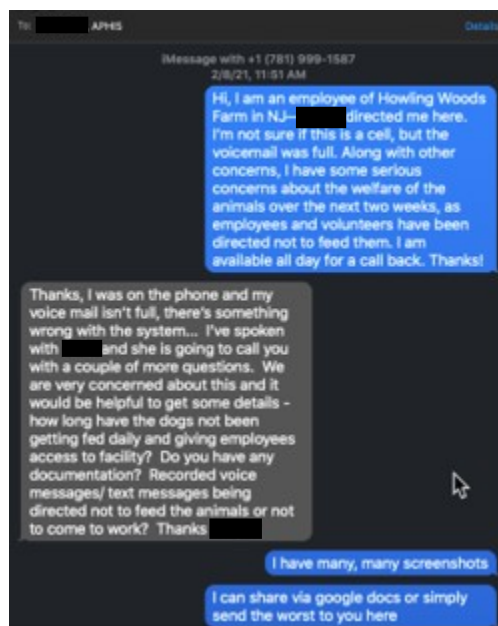 To: APHIS Details
iMessage with +1 (781) 999-1587
2/8/21, 11:51 AM
Hi, I am an employee of Howling Woods
Farm in NJ– directed me here.
I'm not sure if this is a cell, but the
voicemail was full. Along with other
concerns, I have some serious
concerns about the welfare of the
animals over the next two weeks, as
employees and volunteers have been
directed not to feed them. I am
available all day for a call back. Thanks!
Thanks, I was on the phone and my
voice mail isn't full, there's something
wrong with the system... I've spoken
with and she is going to call you
with a couple of more questions. We
are very concerned about this and it
would be helpful to get some details -
how long have the dogs not been
getting fed daily and giving employees
access to facility? Do you have any
documentation? Recorded voice
messages/ text messages being
directed not to feed the animals or not
to come to work? Thanks
I have many, many screenshots
I can share via google docs or simply
send the worst to you here